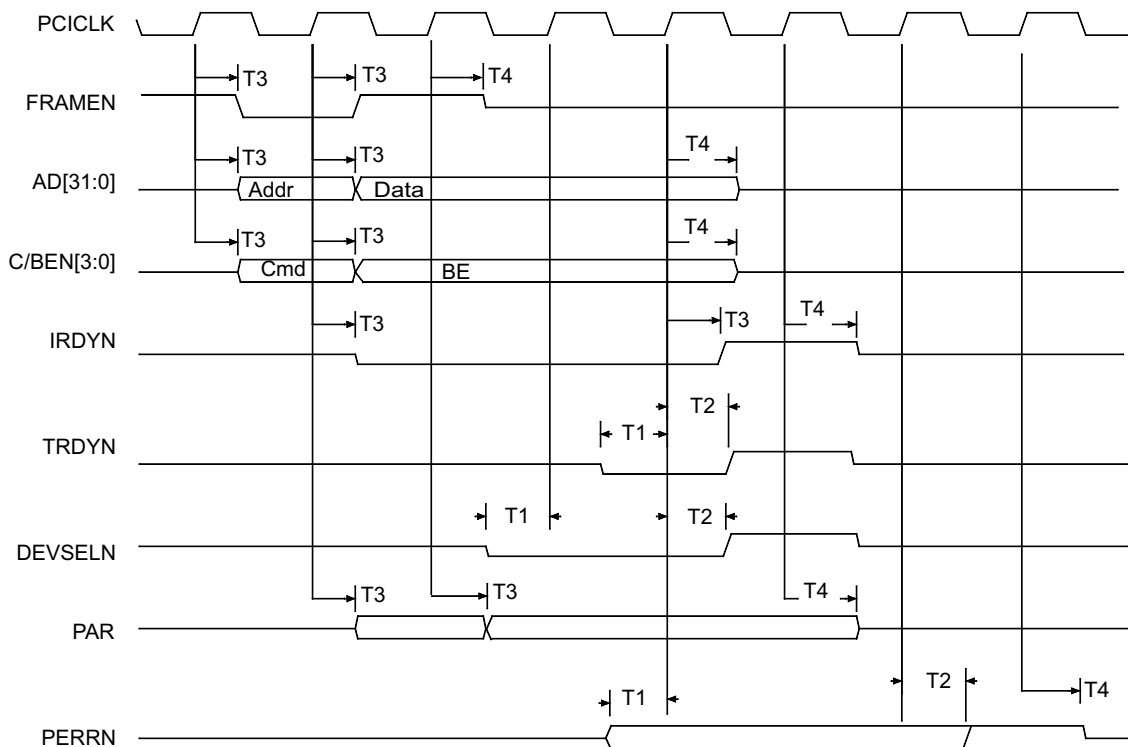 PCICLK
T3 T3 T4
FRAMEN
T3 T3 T4
AD[31:0] Addr Data
T3 T3 T4
C/BEN[3:0] Cmd BE
T3 T3 T4
IRDYN
T2
T1
TRDYN
T1 T2
DEVSELN
T3 T3 T4
PAR
T1 T2 T4
PERRN